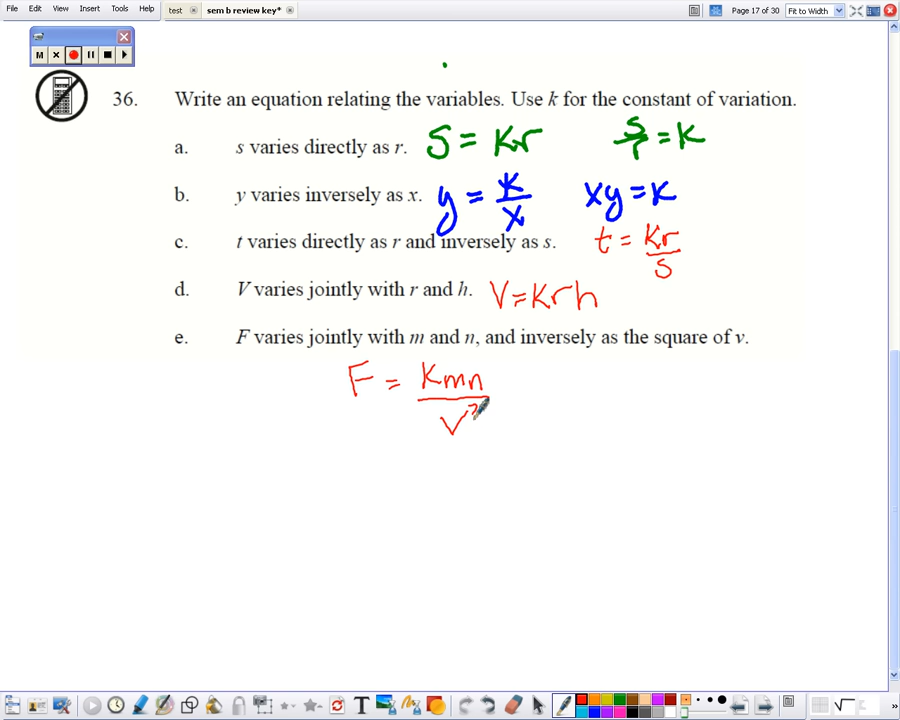 File Edit View Insert Tools Help test sem b review key* Page 17 of 30 Fit to Width
M
36. Write an equation relating the variables. Use k for the constant of variation.
a. s varies directly as r. S = Kr S/r = K
b. y varies inversely as x. y = K/x xy = K
c. t varies directly as r and inversely as s. t = Kr/s
d. V varies jointly with r and h. V = Krh
e. F varies jointly with m and n, and inversely as the square of v.
F = Kmn/v²